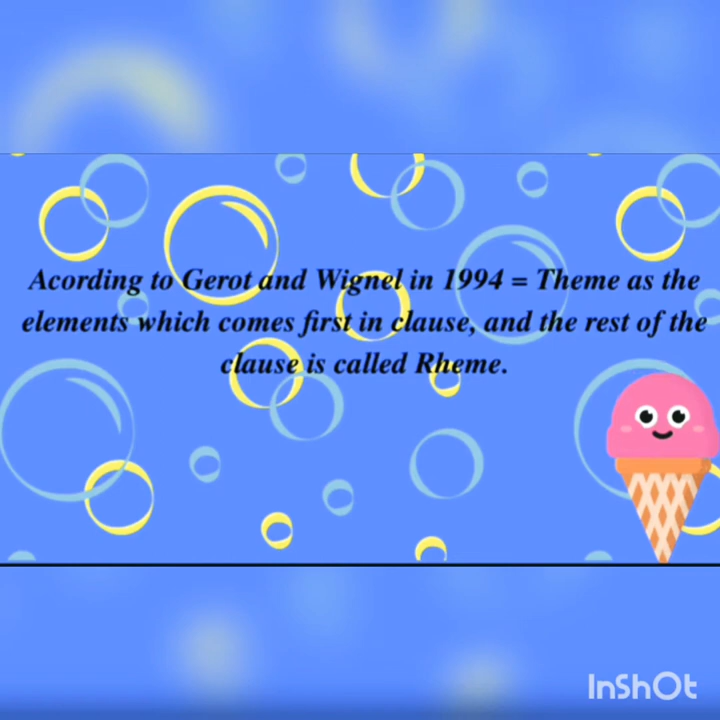 Acording to Gerot and Wignel in 1994 = Theme as the
elements which comes first in clause, and the rest of the
clause is called Rheme.
InShOt